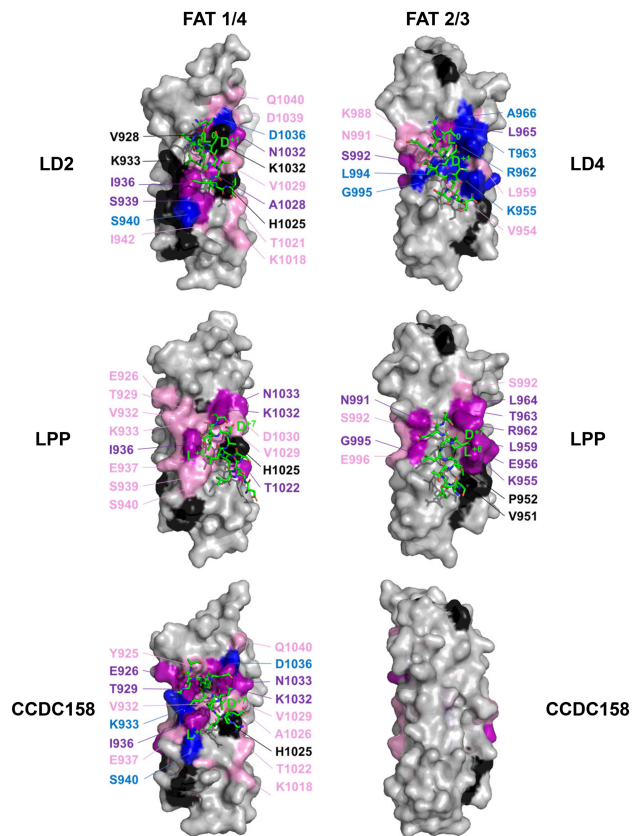 FAT 1/4
FAT 2/3
LD2
V928
K933
I936
S939
S940
I942
Q1040
D1039
D1036
N1032
K1032
V1029
A1028
H1025
T1021
K1018
L0
D
K988
N991
S992
L994
G995
A966
L965
T963
R962
L959
K955
V954
D+1
LD4
LPP
E926
T929
V932
K933
I936
E937
S939
S940
N1033
K1032
D1030
V1029
H1025
T1022
D+7
L
N991
S992
G995
E996
S992
L964
T963
R962
L959
E956
K955
P952
V951
D
L+6
LPP
CCDC158
Y925
E926
T929
V932
K933
I936
E937
S940
Q1040
D1036
N1033
K1032
V1029
A1026
H1025
T1022
K1018
D
L
CCDC158